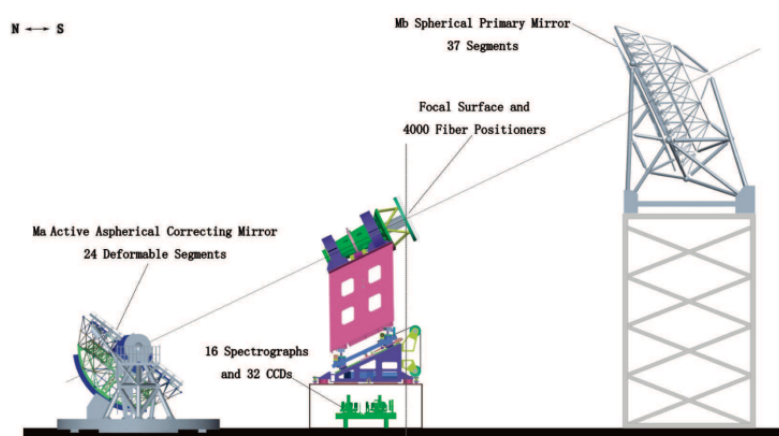 N ←→ S
Mb Spherical Primary Mirror
37 Segments
Focal Surface and
4000 Fiber Positioners
Ma Active Aspherical Correcting Mirror
24 Deformable Segments
16 Spectrographs
and 32 CCDs